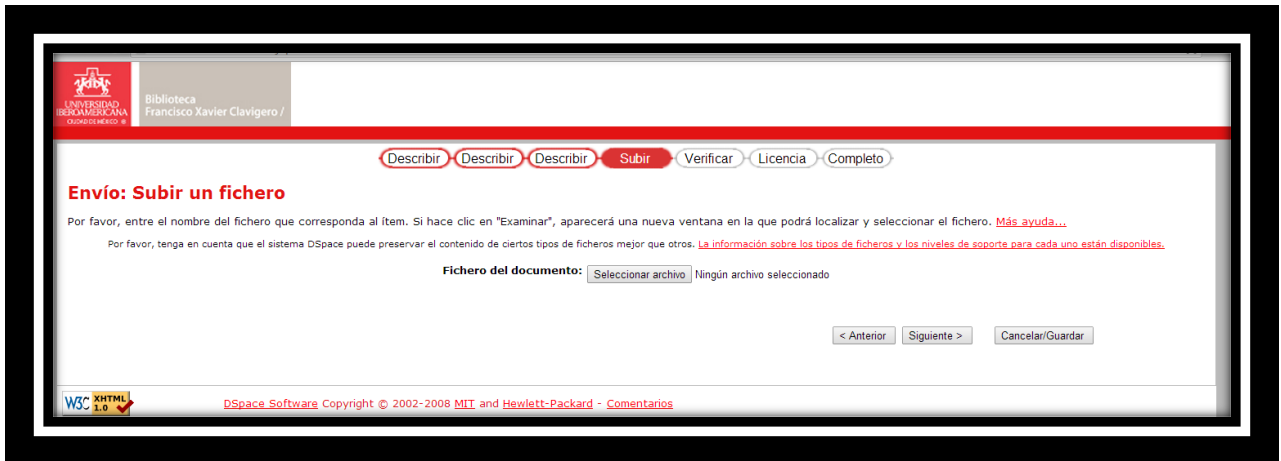 UNIVERSIDAD
IBEROAMERICANA
CIUDAD DE MÉXICO ®
Biblioteca
Francisco Xavier Clavigero /
Describir Describir Describir Subir Verificar Licencia Completo
Envío: Subir un fichero
Por favor, entre el nombre del fichero que corresponda al ítem. Si hace clic en "Examinar", aparecerá una nueva ventana en la que podrá localizar y seleccionar el fichero. Más ayuda...
Por favor, tenga en cuenta que el sistema DSpace puede preservar el contenido de ciertos tipos de ficheros mejor que otros. La información sobre los tipos de ficheros y los niveles de soporte para cada uno están disponibles.
Fichero del documento: Seleccionar archivo Ningún archivo seleccionado
< Anterior Siguiente > Cancelar/Guardar
W3C XHTML 1.0
DSpace Software Copyright © 2002-2008 MIT and Hewlett-Packard - Comentarios